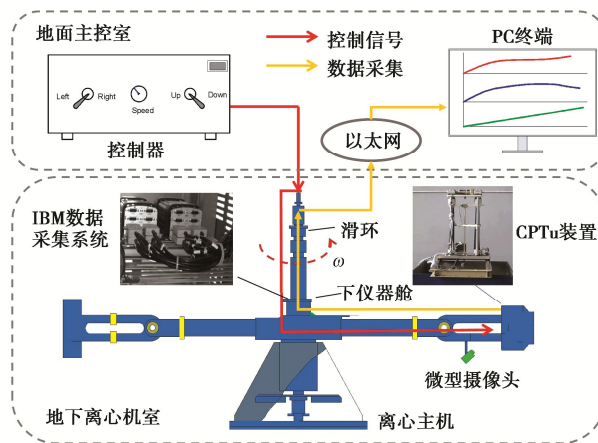 地面主控室
控制信号
数据采集
PC终端
Left
Right
Speed
Up
Down
控制器
以太网
IBM数据
采集系统
滑环
ω
CPTu装置
下仪器舱
微型摄像头
地下离心机室
离心主机